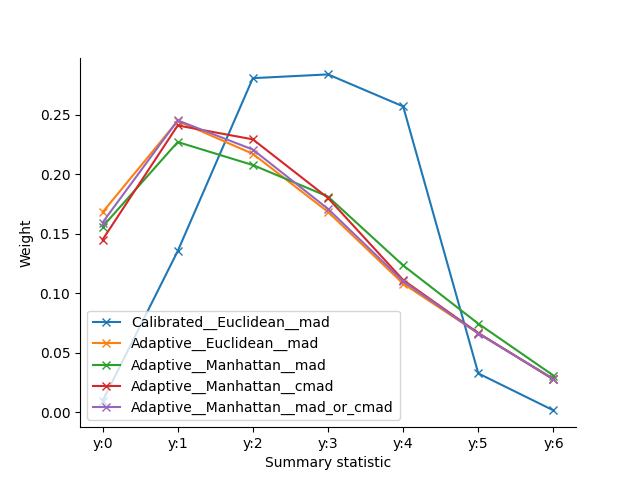 0.25
0.20
0.15
0.10
0.05
0.00
Weight
Calibrated__Euclidean__mad
Adaptive__Euclidean__mad
Adaptive__Manhattan__mad
Adaptive__Manhattan__cmad
Adaptive__Manhattan__mad_or_cmad
y:0 y:1 y:2 y:3 y:4 y:5 y:6
Summary statistic